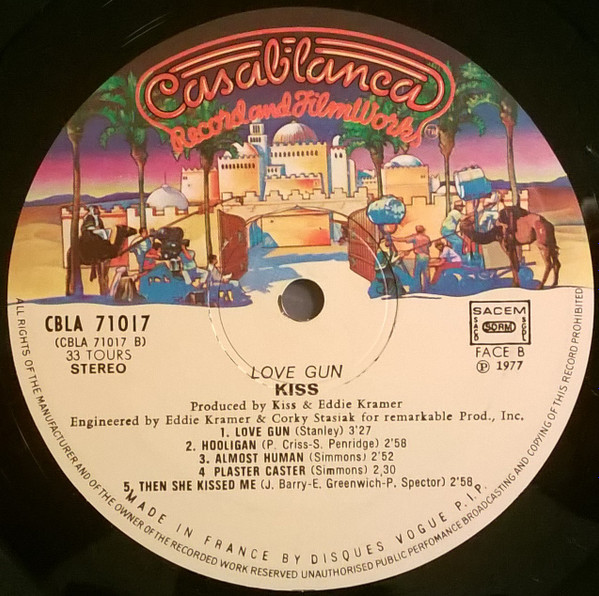 Casablanca
Record and FilmWorks
TM
CBLA 71017
(CBLA 71017 B)
33 TOURS
STEREO
SACEM
SACD SDRM SGDL
FACE B
Ⓟ 1977
LOVE GUN
KISS
Produced by Kiss & Eddie Kramer
Engineered by Eddie Kramer & Corky Stasiak for remarkable Prod., Inc.
1. LOVE GUN (Stanley) 3'27
2. HOOLIGAN (P. Criss-S. Penridge) 2'58
3. ALMOST HUMAN (Simmons) 2'52
4 PLASTER CASTER (Simmons) 2,30
5, THEN SHE KISSED ME (J. Barry-E. Greenwich-P. Spector) 2'58
MADE IN FRANCE BY DISQUES VOGUE P.I.P.
ALL RIGHTS OF THE MANUFACTURER AND OF THE OWNER OF THE RECORDED WORK RESERVED UNAUTHORISED PUBLIC PERFOMANCE BROADCASTING AND COPYING OF THIS RECORD PROHIBITED